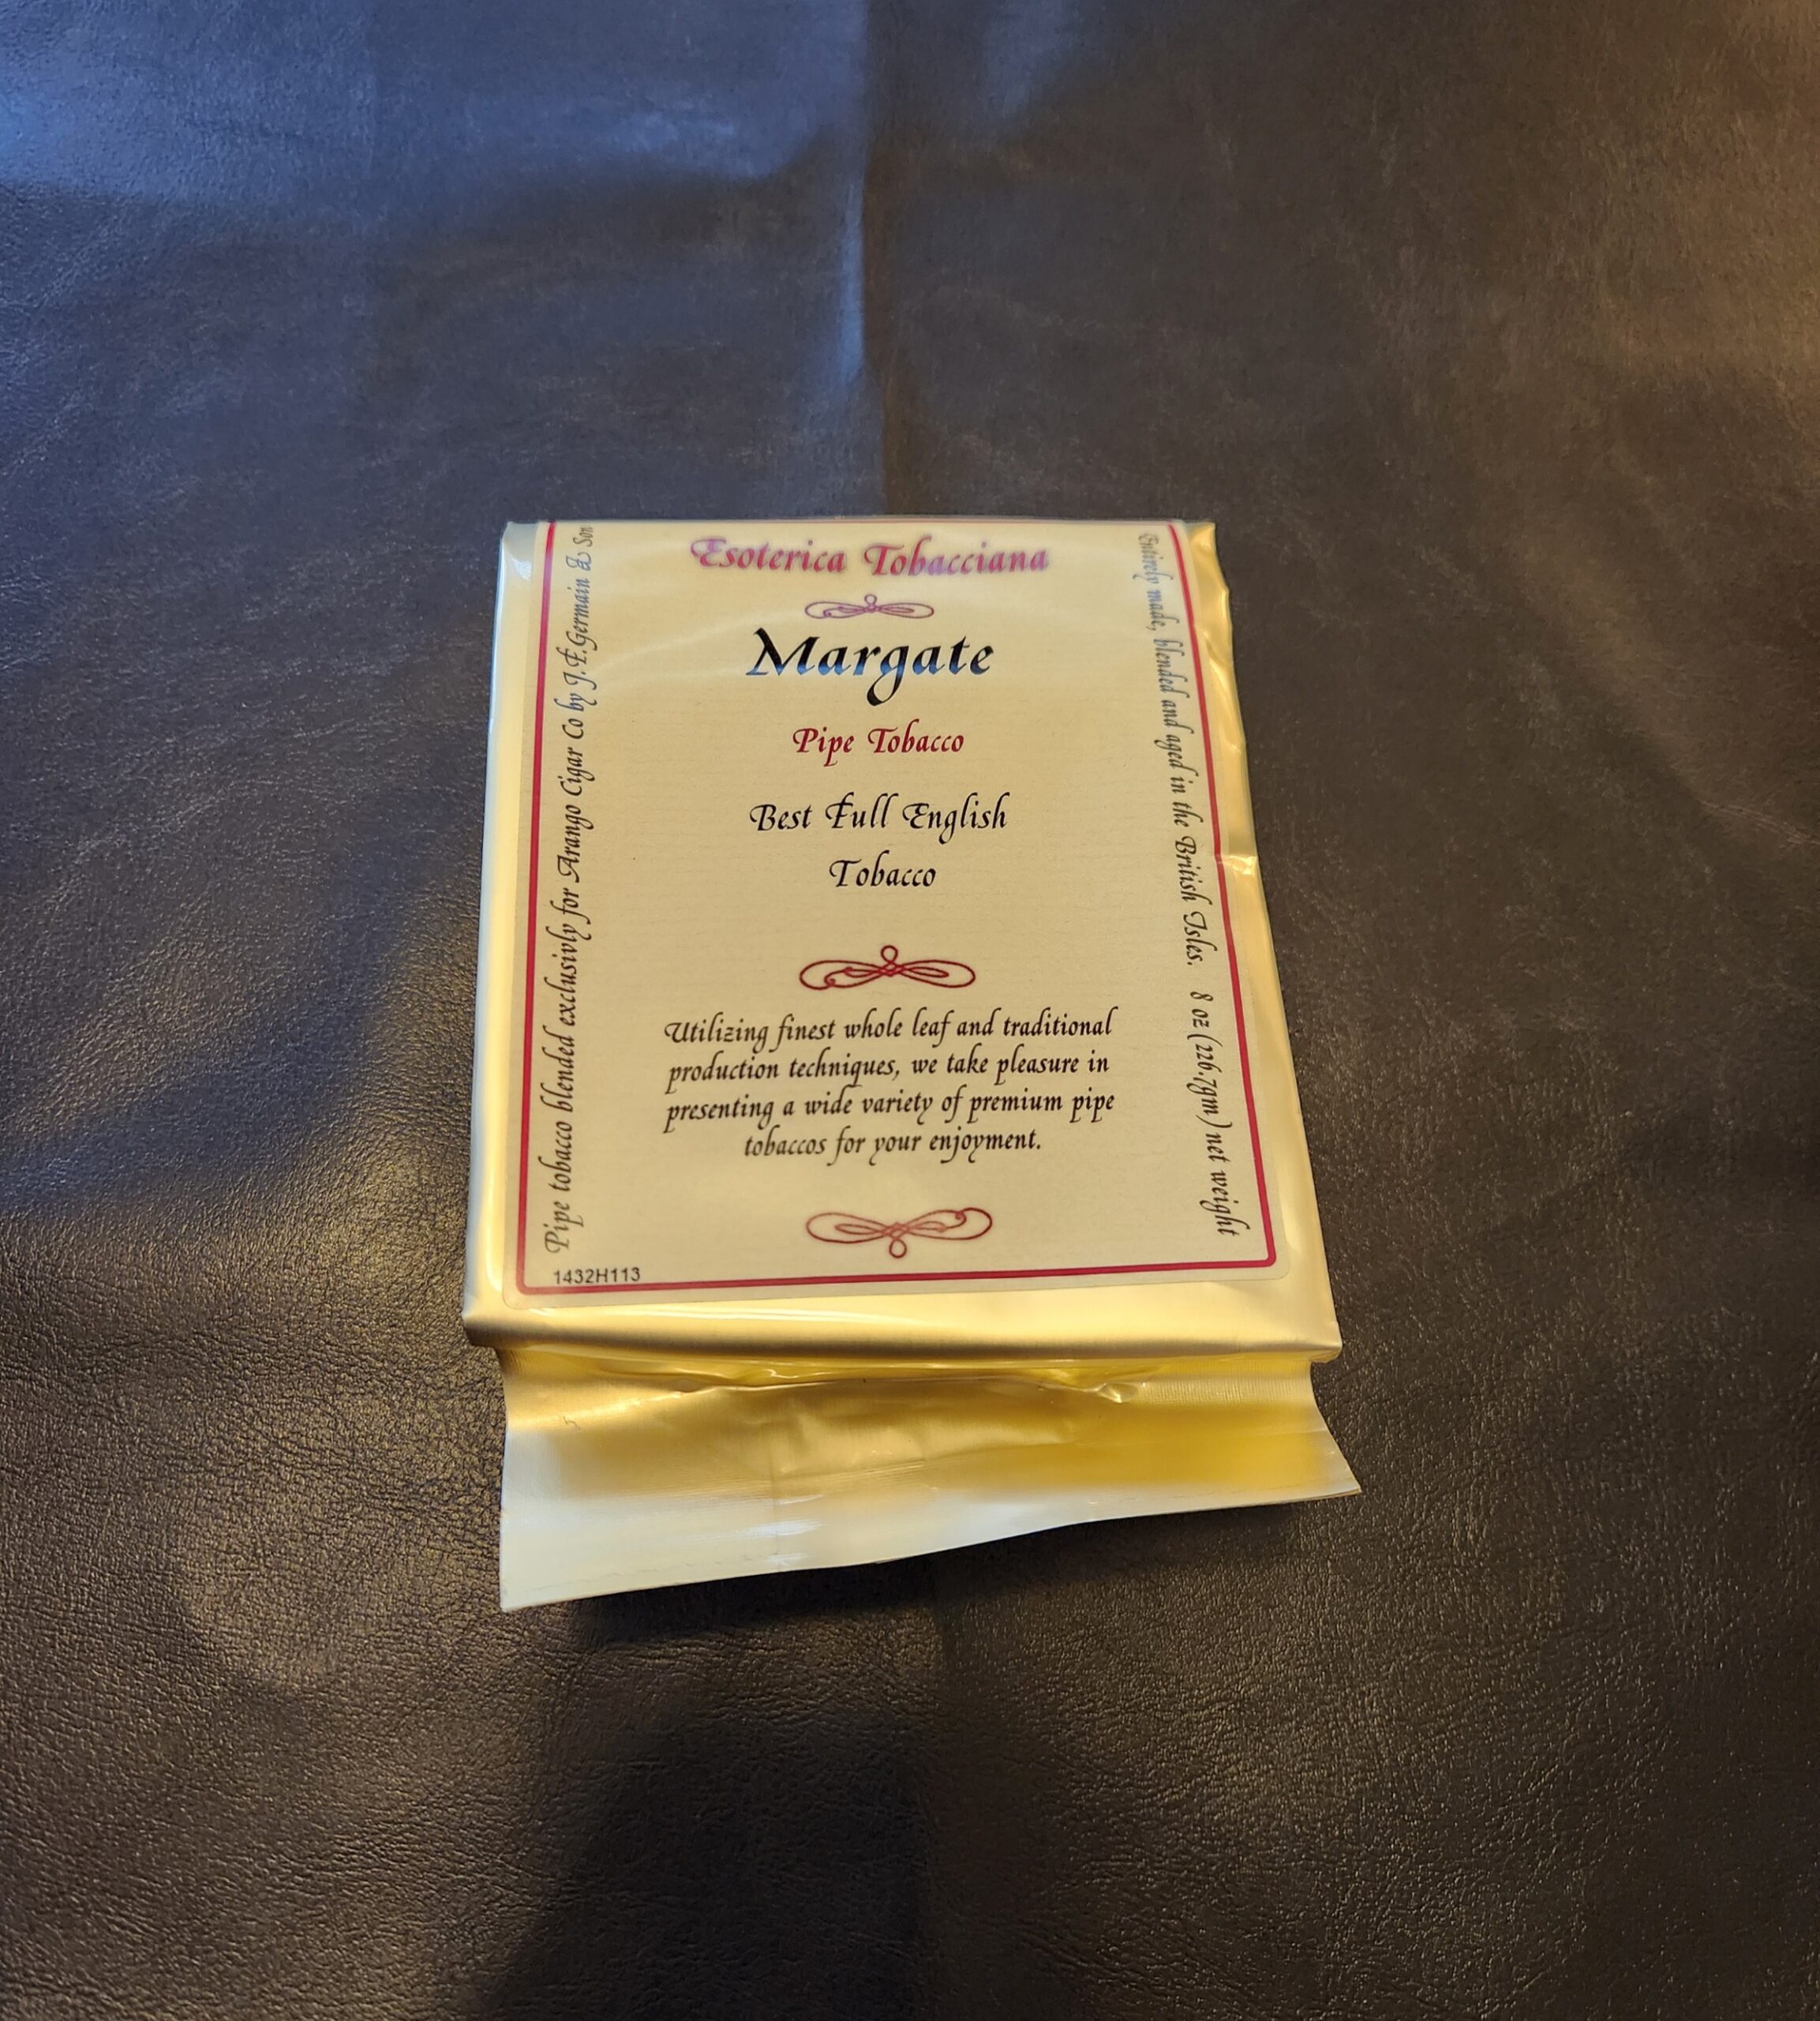 Esoterica Tobacciana
Margate
Pipe Tobacco
Best Full English
Tobacco
Utilizing finest whole leaf and traditional
production techniques, we take pleasure in
presenting a wide variety of premium pipe
tobaccos for your enjoyment.
Pipe tobacco blended exclusivly for Arango Cigar Co by J.F.Germain & Son
Entirely made, blended and aged in the British Isles. 8 oz (226.7gm) net weight
1432H113